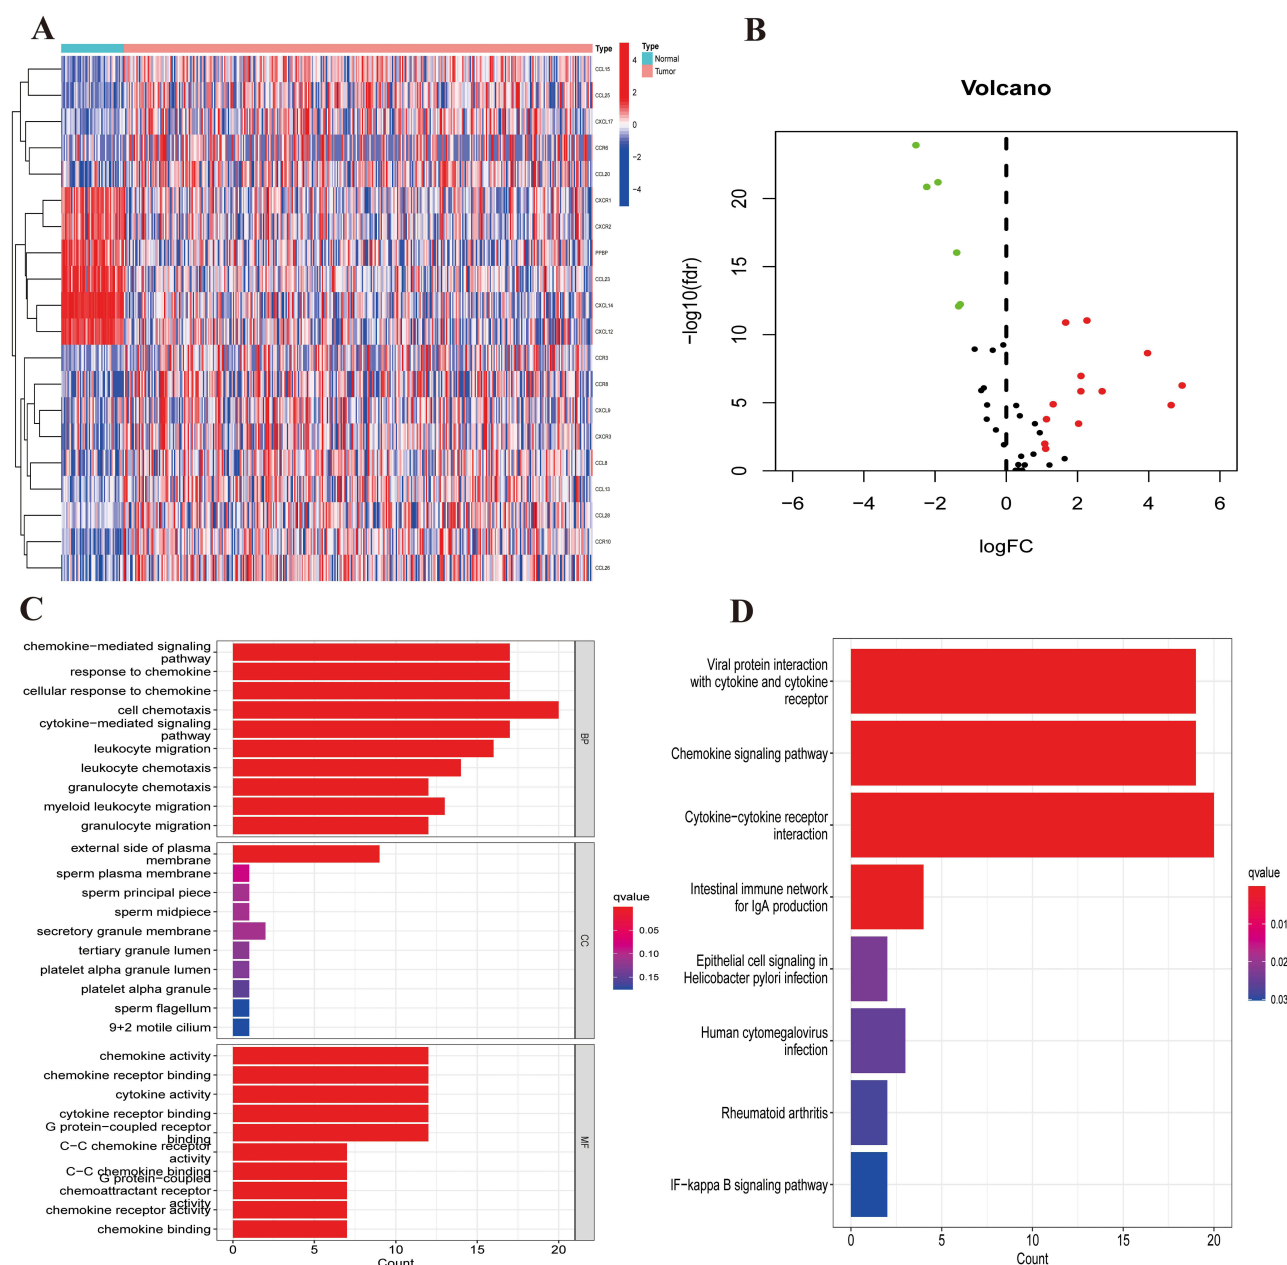 A
Type
4
2
0
−2
−4
Type
Normal
Tumor
CCL15
CCL25
CXCL17
CCR6
CCL20
CXCR1
CXCR2
PPBP
CCL23
CXCL14
CXCL12
CCR3
CCR8
CXCL9
CXCR3
CCL8
CCL13
CCL28
CCR10
CCL26
B
Volcano
−log10(fdr)
20
15
10
5
0
−6 −4 −2 0 2 4 6
logFC
C
chemokine−mediated signaling
pathway
response to chemokine
cellular response to chemokine
cell chemotaxis
cytokine−mediated signaling
pathway
leukocyte migration
leukocyte chemotaxis
granulocyte chemotaxis
myeloid leukocyte migration
granulocyte migration
BP
external side of plasma
membrane
sperm plasma membrane
sperm principal piece
sperm midpiece
secretory granule membrane
tertiary granule lumen
platelet alpha granule lumen
platelet alpha granule
sperm flagellum
9+2 motile cilium
CC
chemokine activity
chemokine receptor binding
cytokine activity
cytokine receptor binding
G protein−coupled receptor
binding
C−C chemokine receptor
activity
C−C chemokine binding
G protein−coupled
chemoattractant receptor
activity
chemokine receptor activity
chemokine binding
MF
0 5 10 15 20
Count
qvalue
0.05
0.10
0.15
D
Viral protein interaction
with cytokine and cytokine
receptor
Chemokine signaling pathway
Cytokine−cytokine receptor
interaction
Intestinal immune network
for IgA production
Epithelial cell signaling in
Helicobacter pylori infection
Human cytomegalovirus
infection
Rheumatoid arthritis
IF−kappa B signaling pathway
0 5 10 15 20
Count
qvalue
0.01
0.02
0.03